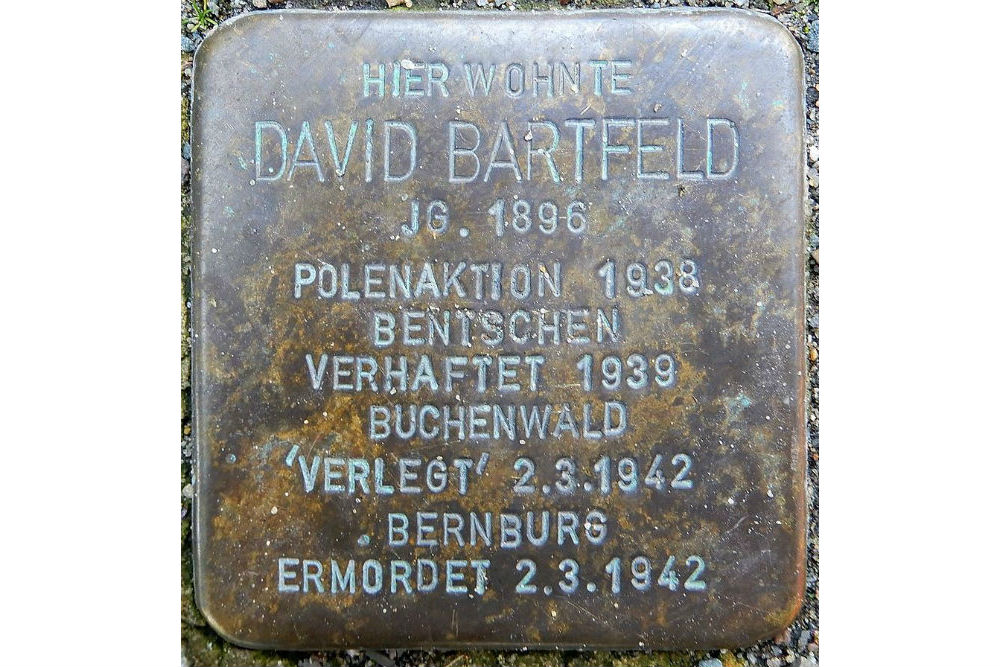 HIER WOHNTE
DAVID BARTFELD
JG. 1896
POLENAKTION 1938
BENTSCHEN
VERHAFTET 1939
BUCHENWALD
'VERLEGT' 2.3.1942
BERNBURG
ERMORDET 2.3.1942